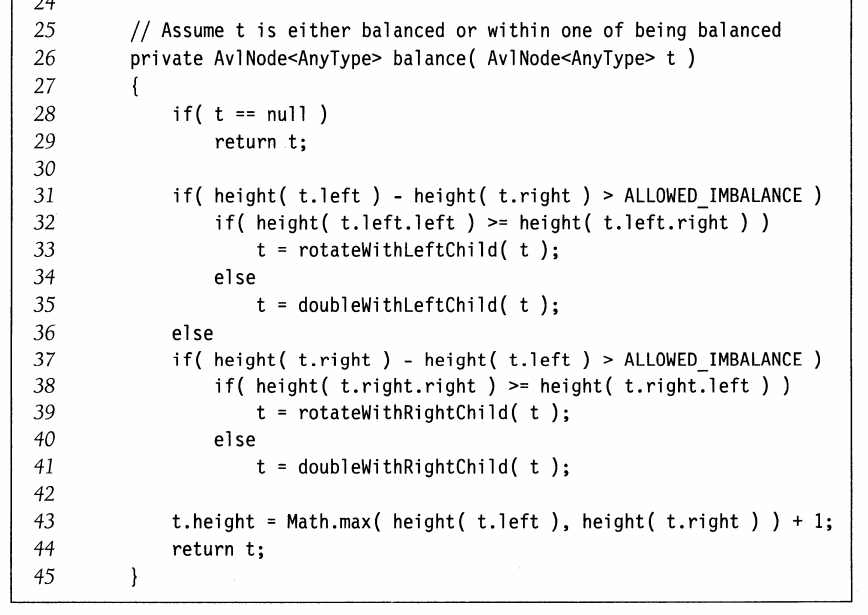 24
25 // Assume t is either balanced or within one of being balanced
26 private AvlNode<AnyType> balance( AvlNode<AnyType> t )
27 {
28 if( t == null )
29 return t;
30
31 if( height( t.left ) - height( t.right ) > ALLOWED_IMBALANCE )
32 if( height( t.left.left ) >= height( t.left.right ) )
33 t = rotateWithLeftChild( t );
34 else
35 t = doubleWithLeftChild( t );
36 else
37 if( height( t.right ) - height( t.left ) > ALLOWED_IMBALANCE )
38 if( height( t.right.right ) >= height( t.right.left ) )
39 t = rotateWithRightChild( t );
40 else
41 t = doubleWithRightChild( t );
42
43 t.height = Math.max( height( t.left ), height( t.right ) ) + 1;
44 return t;
45 }